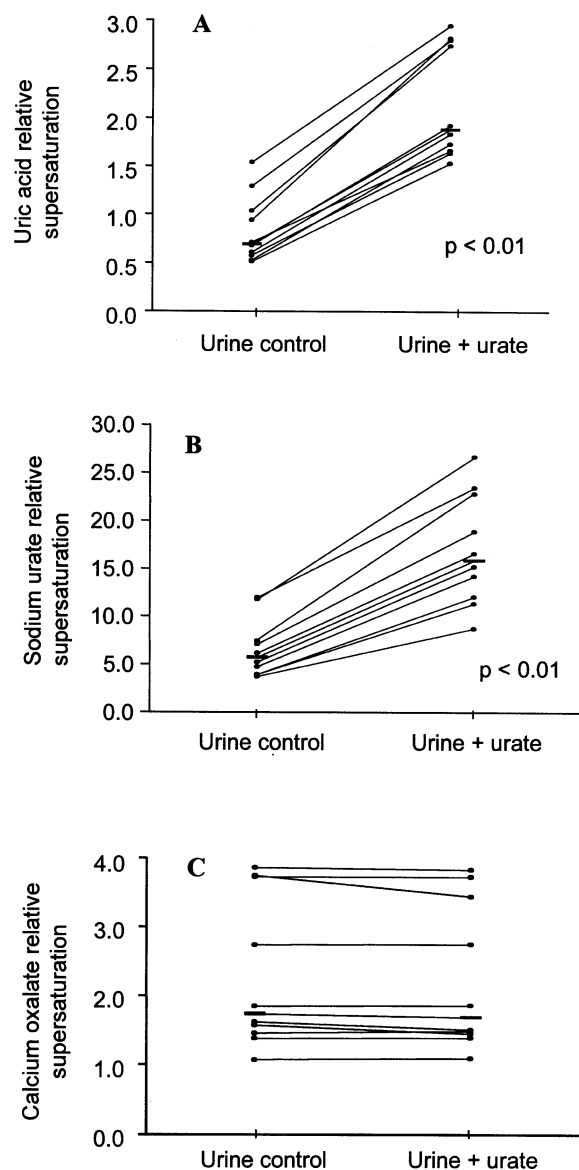 A
Uric acid relative
supersaturation
3.0
2.5
2.0
1.5
1.0
0.5
0.0
p < 0.01
Urine control
Urine + urate
B
Sodium urate relative
supersaturation
30.0
25.0
20.0
15.0
10.0
5.0
0.0
p < 0.01
Urine control
Urine + urate
C
Calcium oxalate relative
supersaturation
4.0
3.0
2.0
1.0
0.0
Urine control
Urine + urate